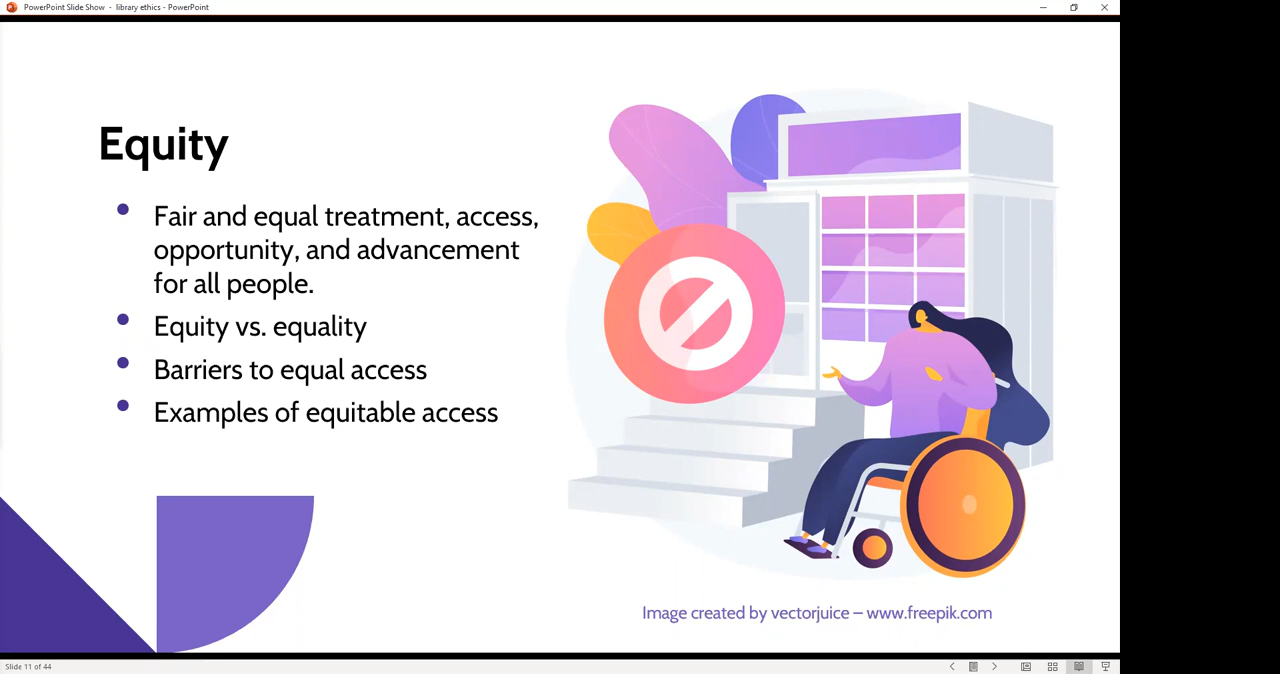 PowerPoint Slide Show - library ethics - PowerPoint
Equity
Fair and equal treatment, access,
opportunity, and advancement
for all people.
Equity vs. equality
Barriers to equal access
Examples of equitable access
Image created by vectorjuice – www.freepik.com
Slide 11 of 44